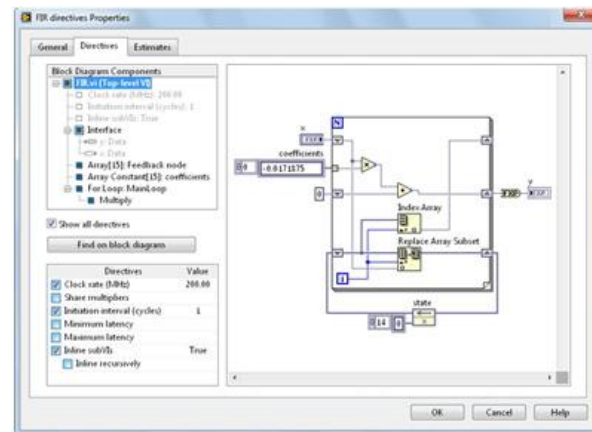 FIR directives Properties
General
Directives
Estimates
Block Diagram Components
FIR.vi (Top-level VI)
Clock rate (MHz): 200.00
Initiation interval (cycles): 1
Inline subVIs: True
Interface
y: Data
x: Data
Array[15]: Feedback node
Array Constant[15]: coefficients
For Loop: MainLoop
Multiply
Show all directives
Find on block diagram
Directives Value
Clock rate (MHz) 200.00
Share multipliers
Initiation interval (cycles) 1
Minimum latency
Maximum latency
Inline subVIs True
Inline recursively
N
x
coefficients
0
-0.0171875
0
y
Index Array
Replace Array Subset
i
state
14
0
OK
Cancel
Help